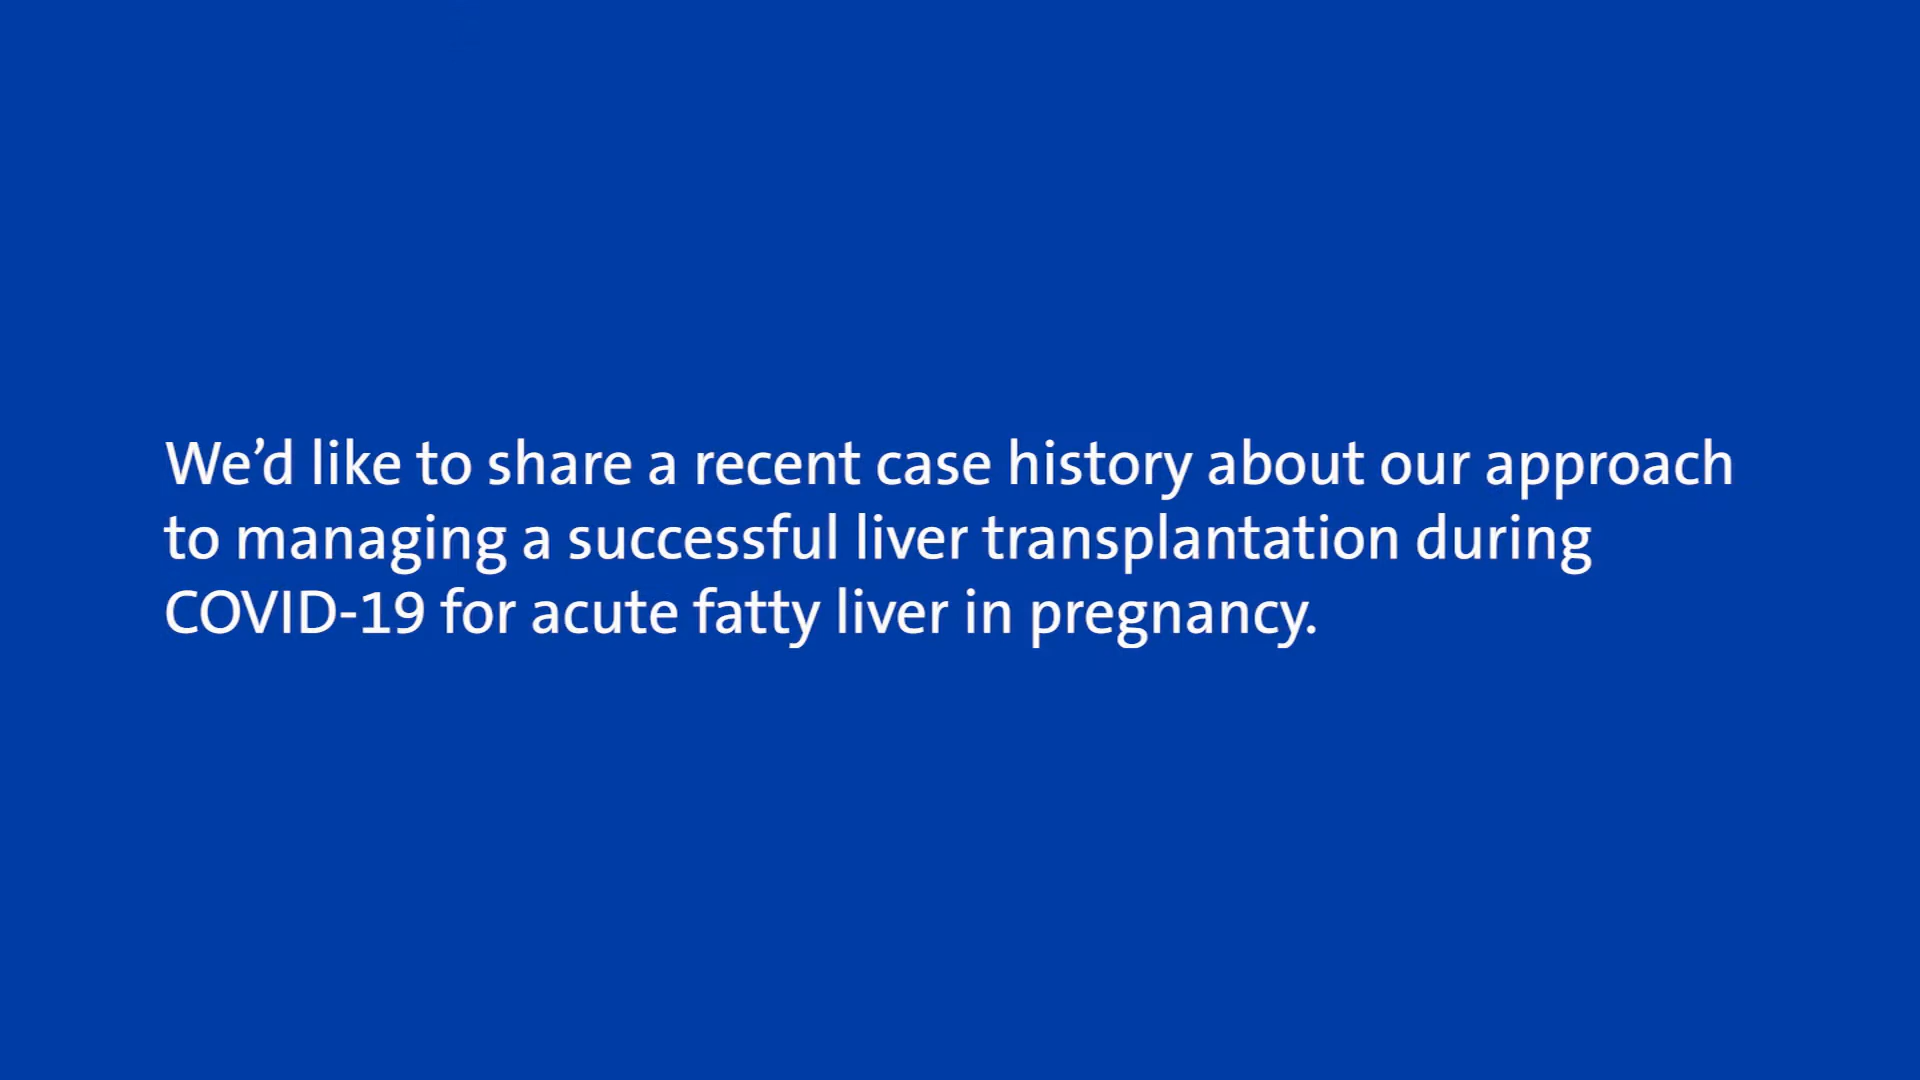 We’d like to share a recent case history about our approach
to managing a successful liver transplantation during
COVID-19 for acute fatty liver in pregnancy.